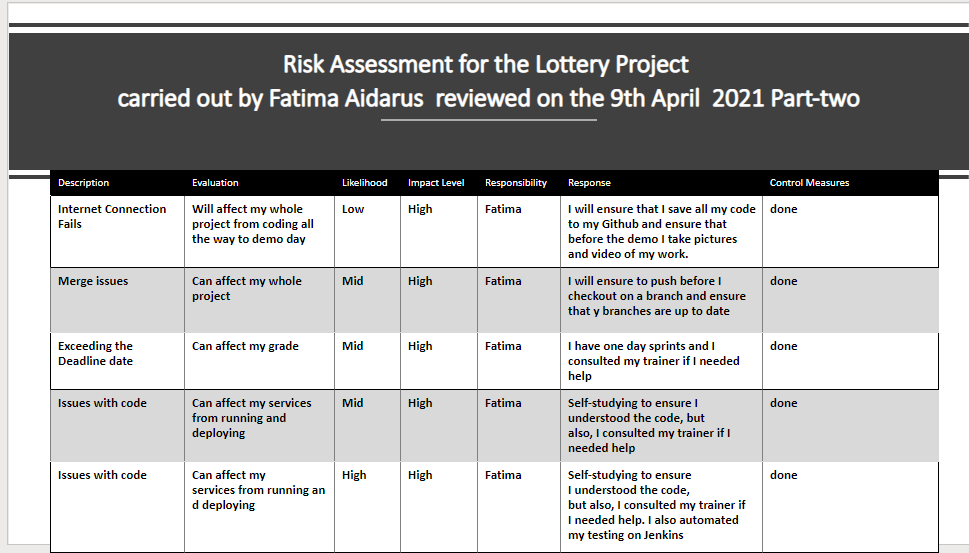 Risk Assessment for the Lottery Project
carried out by Fatima Aidarus reviewed on the 9th April 2021 Part-two
Description Evaluation Likelihood Impact Level Responsibility Response Control Measures
Internet Connection Fails Will affect my whole project from coding all the way to demo day Low High Fatima I will ensure that I save all my code to my Github and ensure that before the demo I take pictures and video of my work. done
Merge issues Can affect my whole project Mid High Fatima I will ensure to push before I checkout on a branch and ensure that y branches are up to date done
Exceeding the Deadline date Can affect my grade Mid High Fatima I have one day sprints and I consulted my trainer if I needed help done
Issues with code Can affect my services from running and deploying Mid High Fatima Self-studying to ensure I understood the code, but also, I consulted my trainer if I needed help done
Issues with code Can affect my services from running an d deploying High High Fatima Self-studying to ensure I understood the code, but also, I consulted my trainer if I needed help. I also automated my testing on Jenkins done